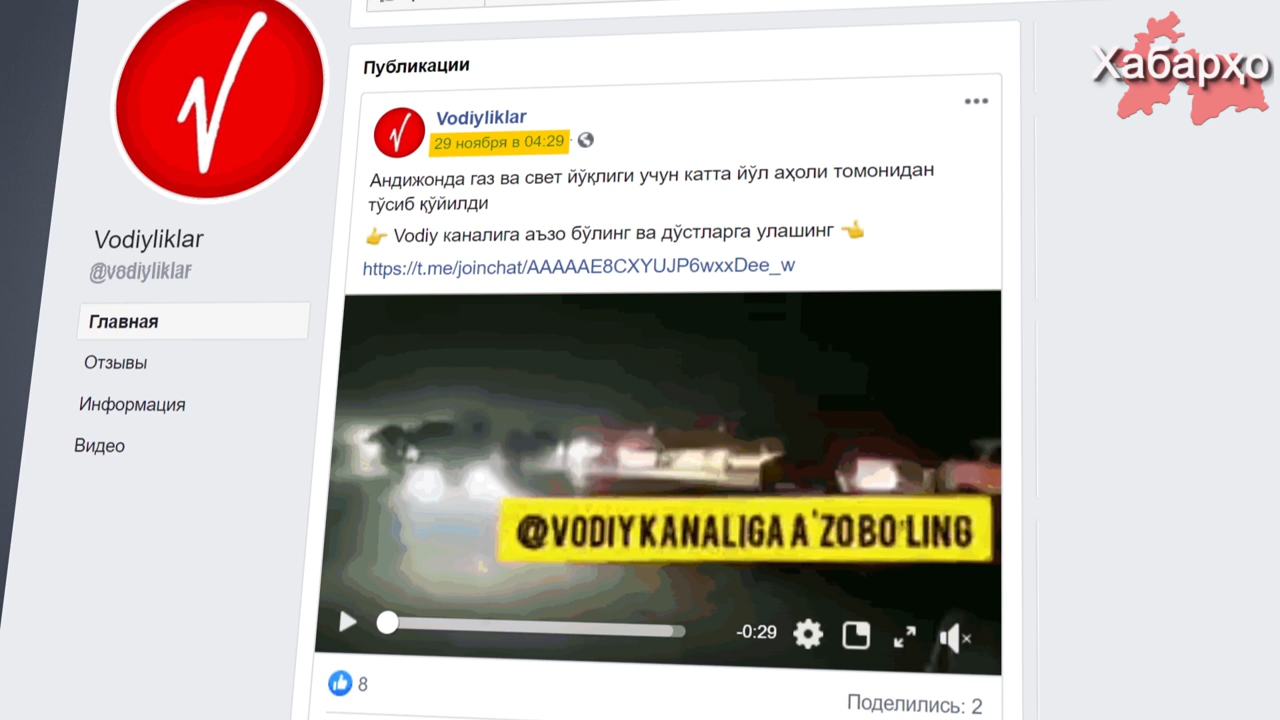 Хабарҳо
Публикации
Vodiyliklar
29 ноября в 04:29
Андижонда газ ва свет йўқлиги учун катта йўл аҳоли томонидан
тўсиб қўйилди
👉 Vodiy каналига аъзо бўлинг ва дўстларга улашинг 👈
https://t.me/joinchat/AAAAAE8CXYUJP6wxxDee_w
Vodiyliklar
@vodiyliklar
Главная
Отзывы
Информация
Видео
@VODIY KANALIGA A'ZO BO'LING
-0:29
8
Поделились: 2